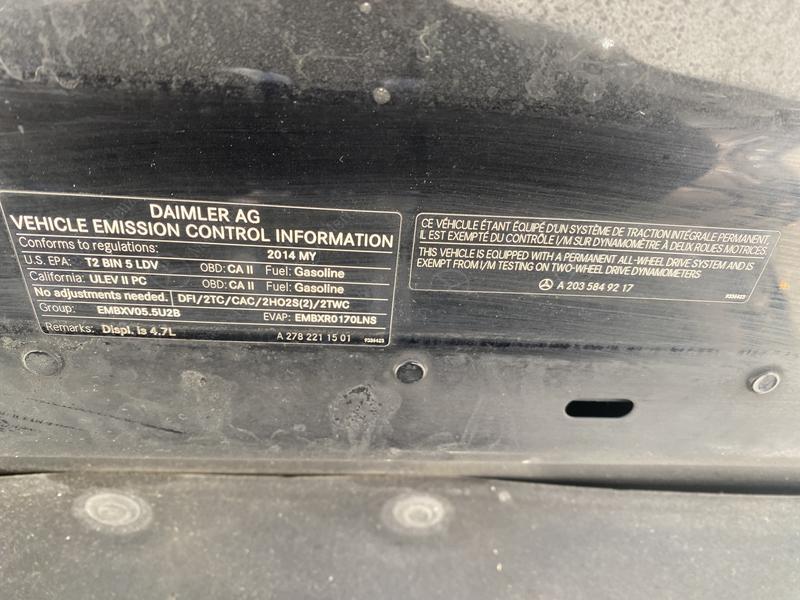 DAIMLER AG
VEHICLE EMISSION CONTROL INFORMATION
Conforms to regulations: 2014 MY
U.S. EPA: T2 BIN 5 LDV OBD: CA II Fuel: Gasoline
California: ULEV II PC OBD: CA II Fuel: Gasoline
No adjustments needed. DFI/2TC/CAC/2HO2S(2)/2TWC
Group: EMBXV05.5U2B EVAP: EMBXR0170LNS
Remarks: Displ. is 4.7L A 278 221 15 01
CE VÉHICULE ÉTANT ÉQUIPÉ D'UN SYSTÈME DE TRACTION INTÉGRALE PERMANENT,
IL EST EXEMPTÉ DU CONTRÔLE I/M SUR DYNAMOMÈTRE À DEUX ROUES MOTRICES.
THIS VEHICLE IS EQUIPPED WITH A PERMANENT ALL-WHEEL DRIVE SYSTEM AND IS
EXEMPT FROM I/M TESTING ON TWO-WHEEL DRIVE DYNAMOMETERS
A 203 584 92 17